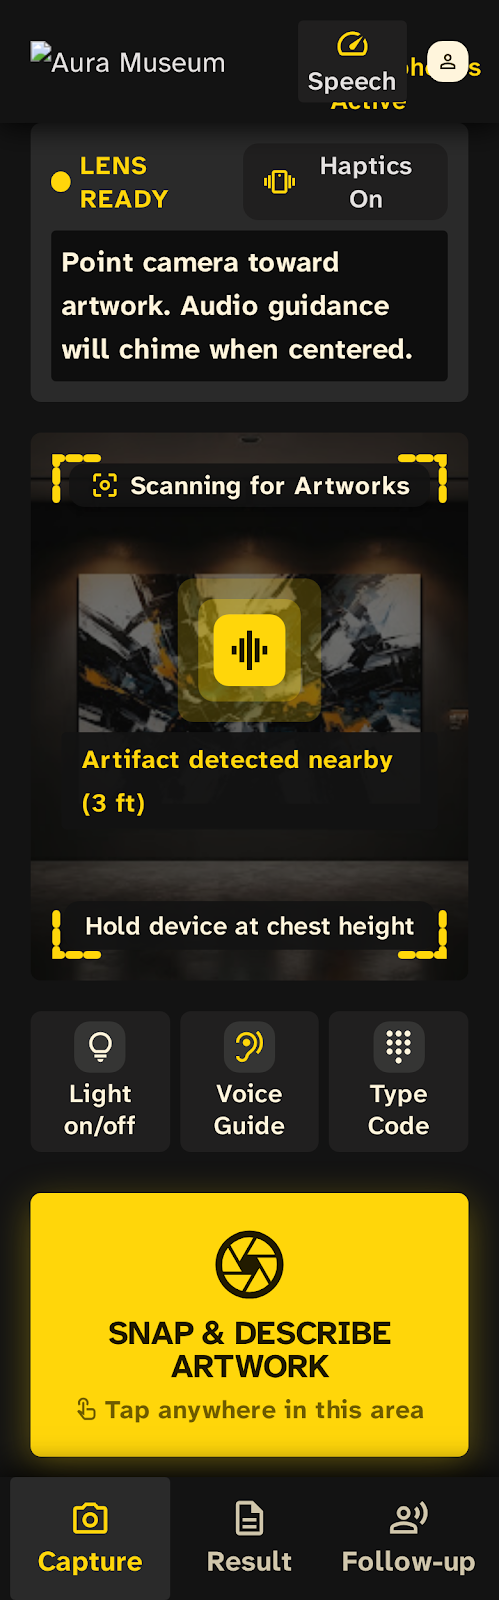 Aura Museum
Speech
Active
LENS
READY
Haptics
On
Point camera toward
artwork. Audio guidance
will chime when centered.
Scanning for Artworks
Artifact detected nearby
(3 ft)
Hold device at chest height
Light
on/off
Voice
Guide
Type
Code
SNAP & DESCRIBE
ARTWORK
Tap anywhere in this area
Capture
Result
Follow-up